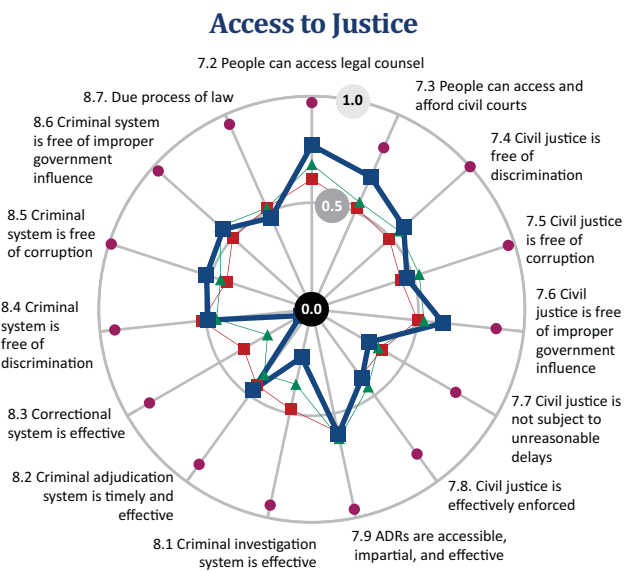 Access to Justice
7.2 People can access legal counsel
7.3 People can access and
afford civil courts
7.4 Civil justice is
free of
discrimination
7.5 Civil justice
is free of
corruption
7.6 Civil
justice is free
of improper
government
influence
7.7 Civil justice is
not subject to
unreasonable
delays
7.8. Civil justice is
effectively enforced
7.9 ADRs are accessible,
impartial, and effective
8.1 Criminal investigation
system is effective
8.2 Criminal adjudication
system is timely and
effective
8.3 Correctional
system is effective
8.4 Criminal
system is
free of
discrimination
8.5 Criminal
system is free
of corruption
8.6 Criminal system
is free of improper
government
influence
8.7. Due process of law
1.0
0.5
0.0